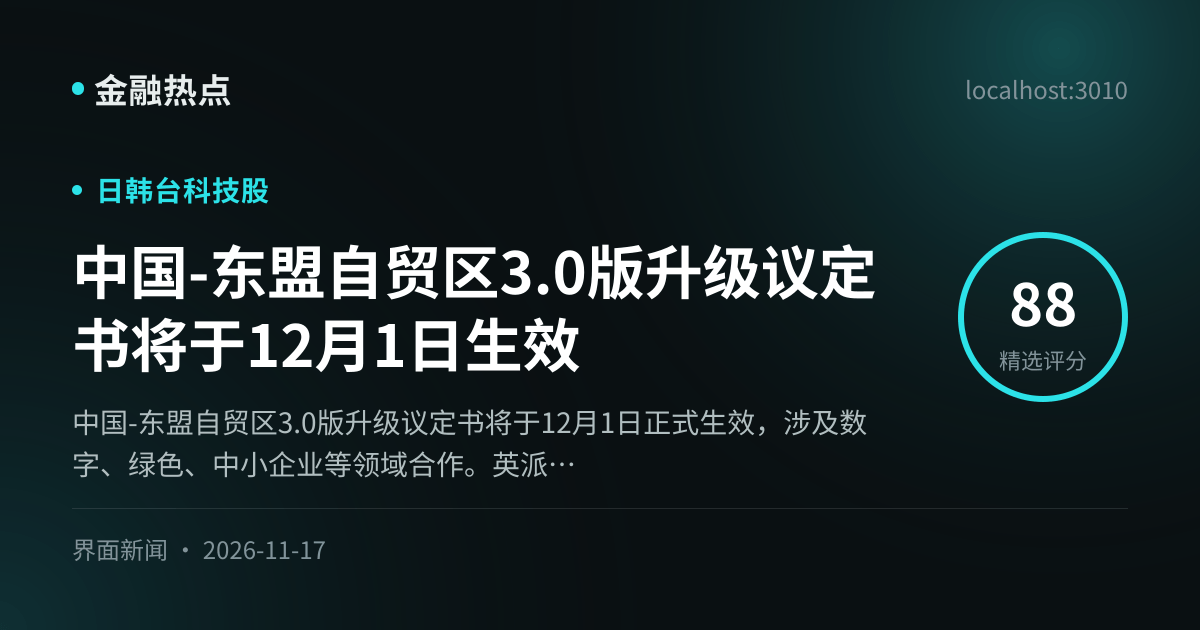 金融热点
localhost:3010
日韩台科技股
中国-东盟自贸区3.0版升级议定
书将于12月1日生效
88
精选评分
中国-东盟自贸区3.0版升级议定书将于12月1日正式生效，涉及数
字、绿色、中小企业等领域合作。英派…
界面新闻 · 2026-11-17